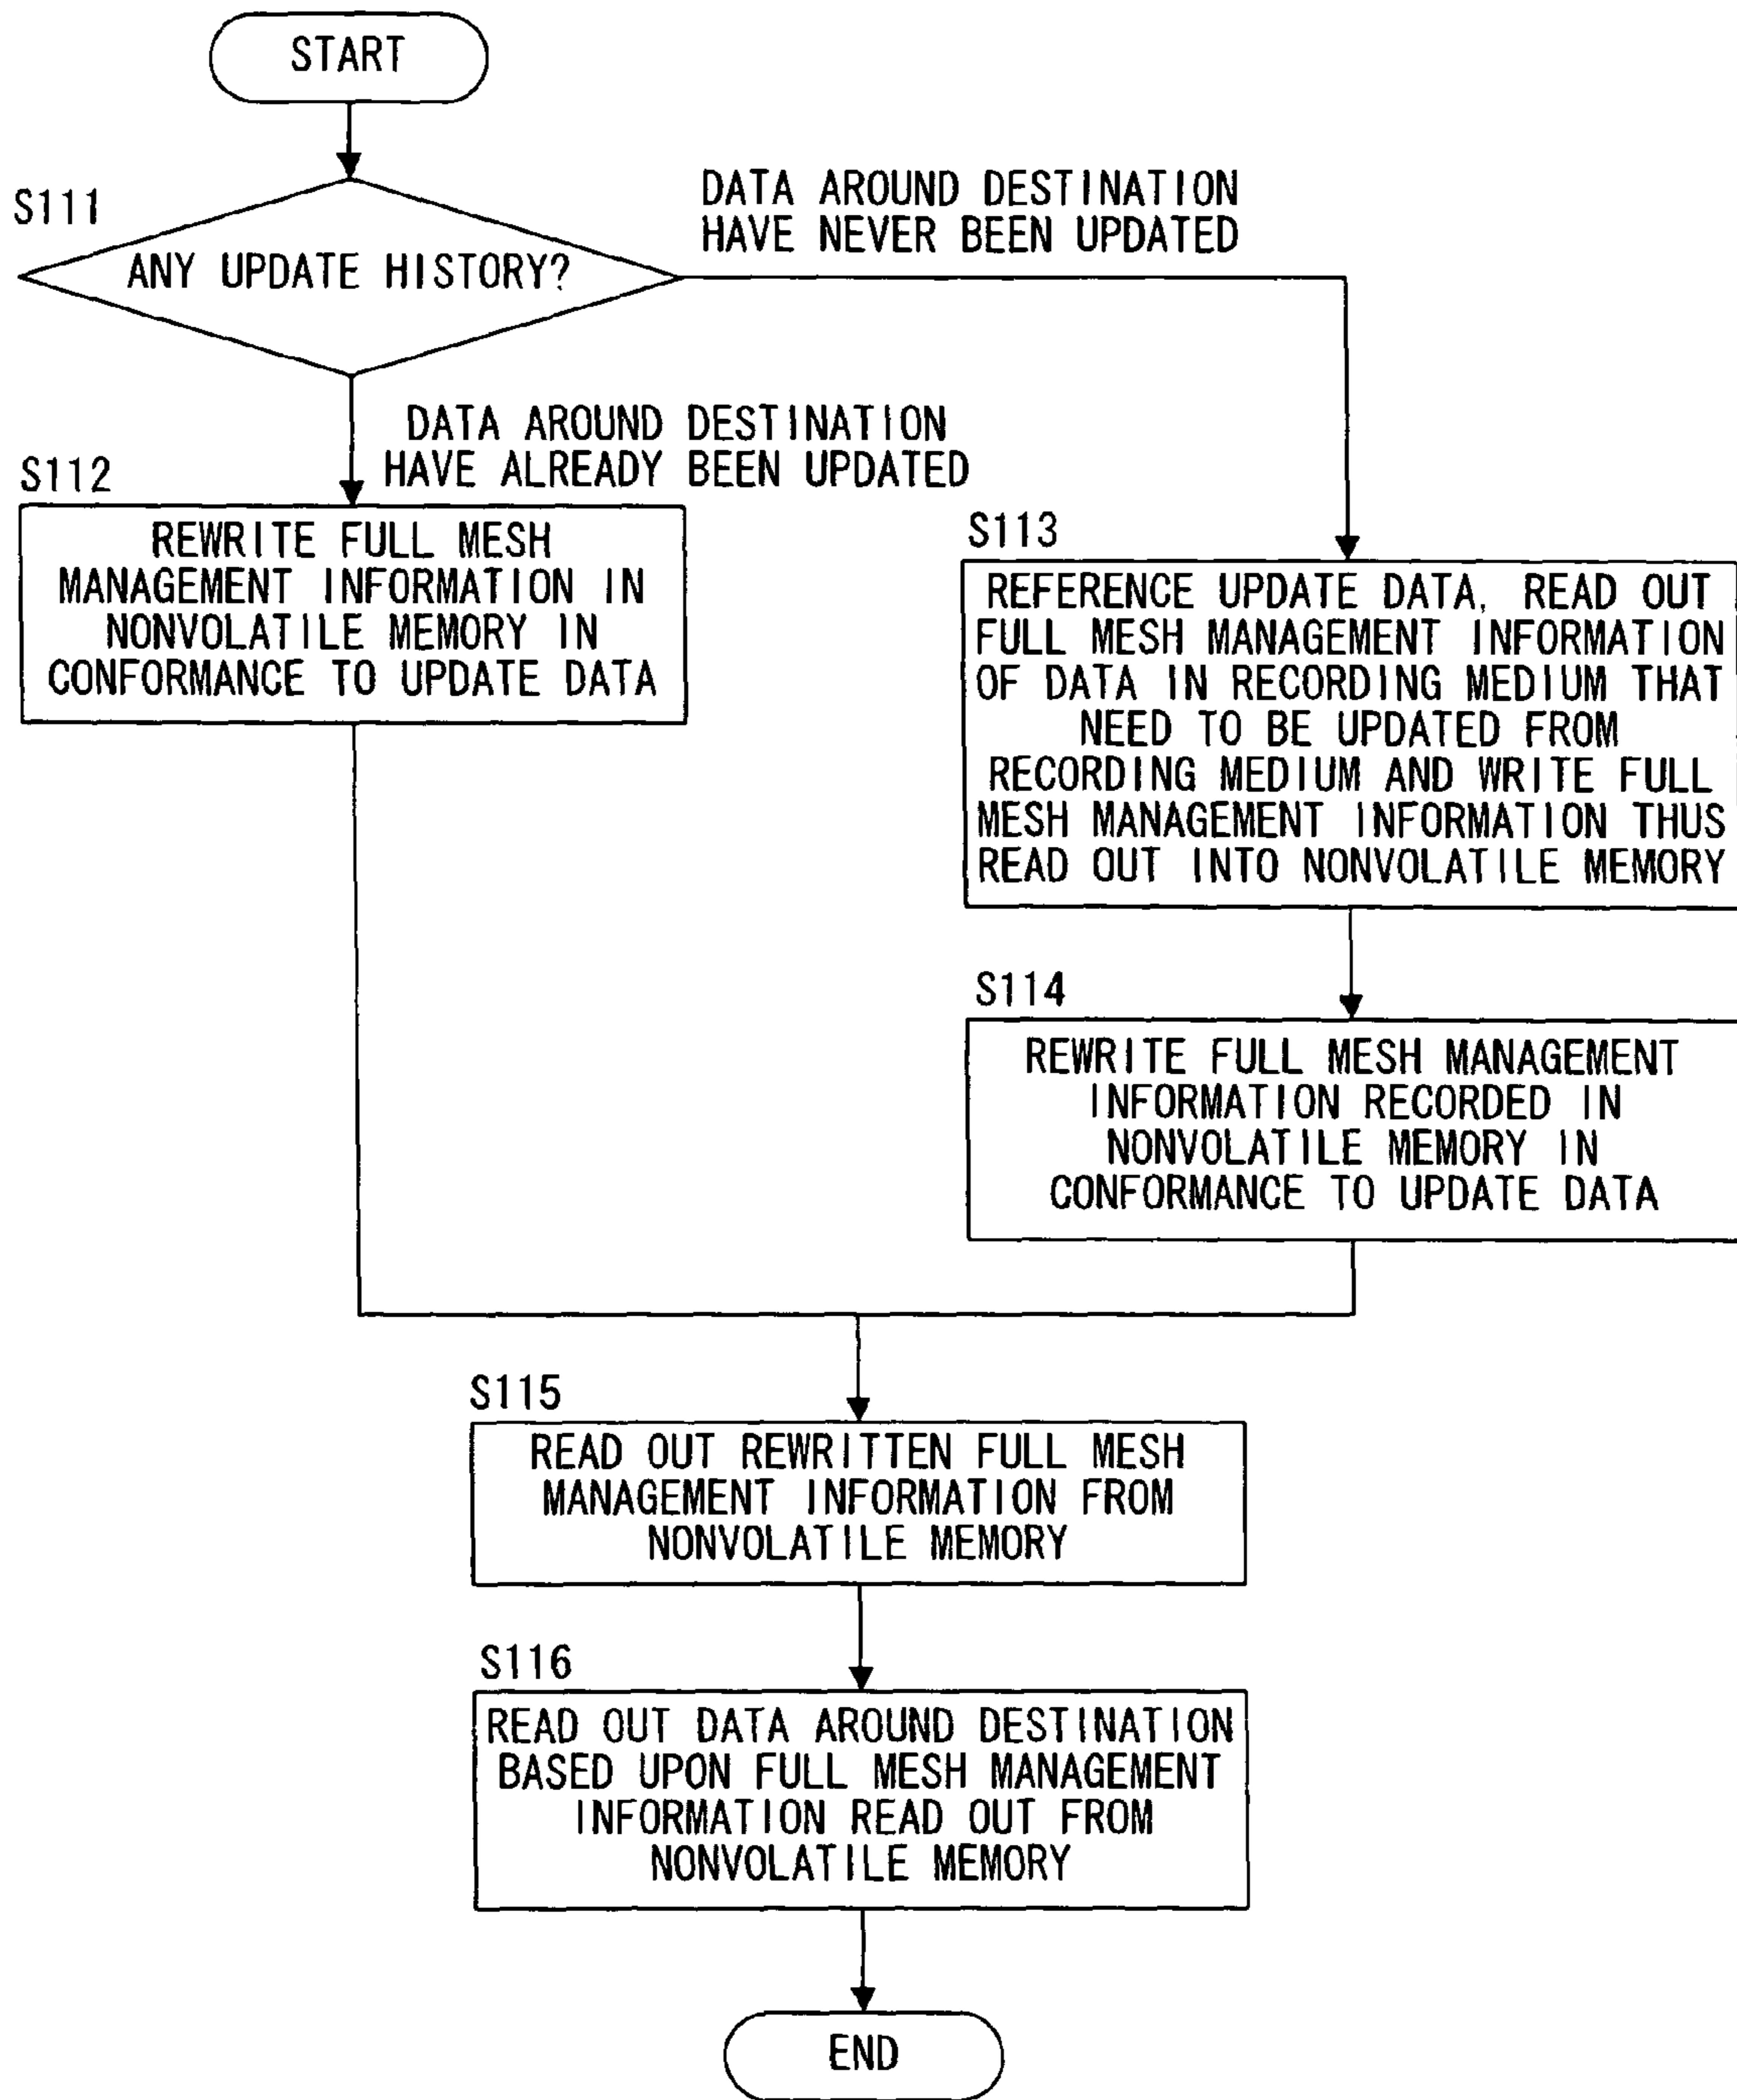 START
S111
ANY UPDATE HISTORY?
DATA AROUND DESTINATION
HAVE NEVER BEEN UPDATED
DATA AROUND DESTINATION
HAVE ALREADY BEEN UPDATED
S112
REWRITE FULL MESH
MANAGEMENT INFORMATION IN
NONVOLATILE MEMORY IN
CONFORMANCE TO UPDATE DATA
S113
REFERENCE UPDATE DATA, READ OUT
FULL MESH MANAGEMENT INFORMATION
OF DATA IN RECORDING MEDIUM THAT
NEED TO BE UPDATED FROM
RECORDING MEDIUM AND WRITE FULL
MESH MANAGEMENT INFORMATION THUS
READ OUT INTO NONVOLATILE MEMORY
S114
REWRITE FULL MESH MANAGEMENT
INFORMATION RECORDED IN
NONVOLATILE MEMORY IN
CONFORMANCE TO UPDATE DATA
S115
READ OUT REWRITTEN FULL MESH
MANAGEMENT INFORMATION FROM
NONVOLATILE MEMORY
S116
READ OUT DATA AROUND DESTINATION
BASED UPON FULL MESH MANAGEMENT
INFORMATION READ OUT FROM
NONVOLATILE MEMORY
END